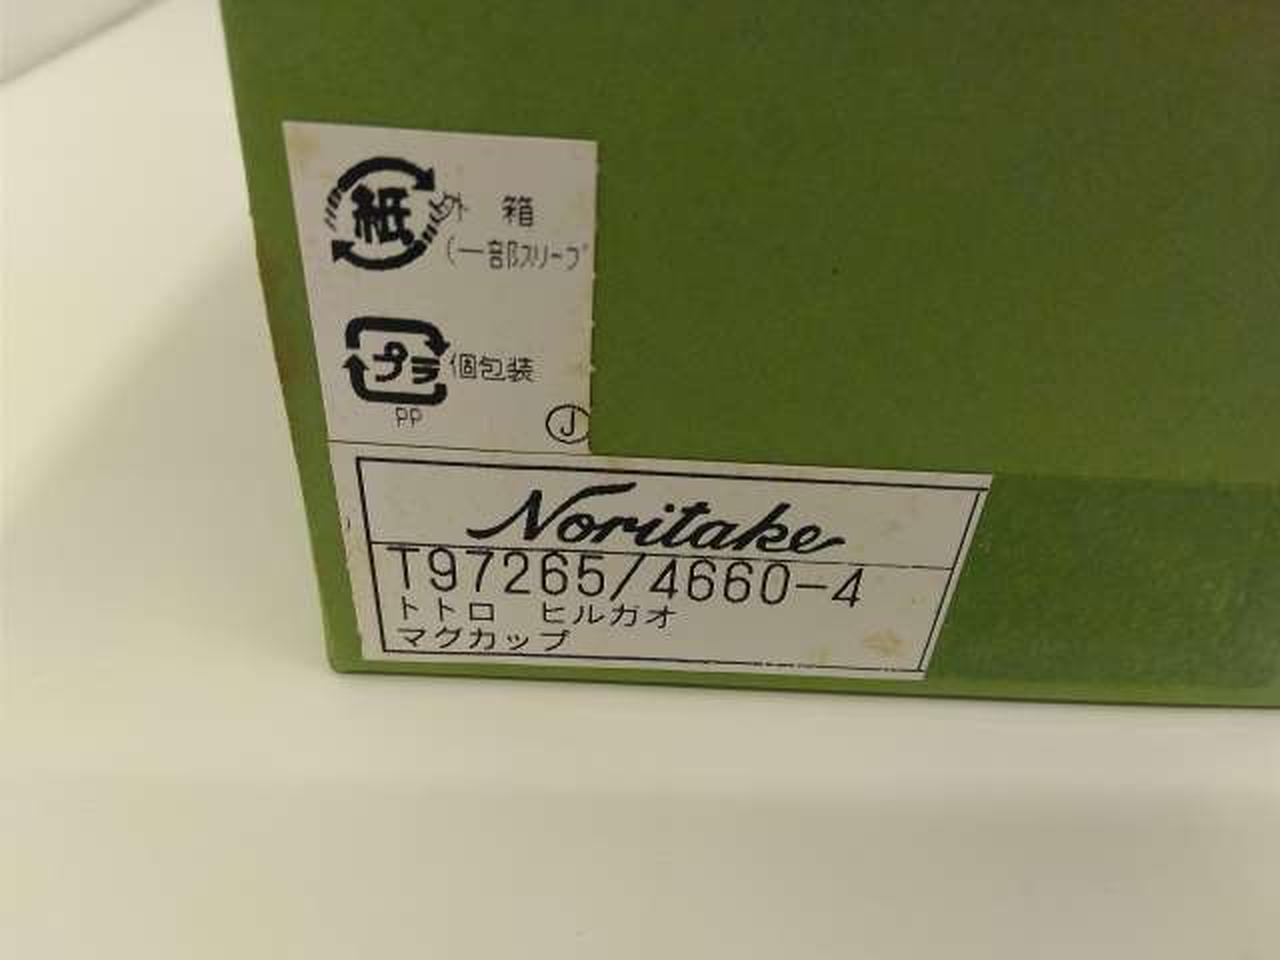 紙 外 箱
(一部スリーブ
プラ 個包装
PP
Ⓙ
Noritake
T97265/4660-4
トトロ ヒルガオ
マグカップ